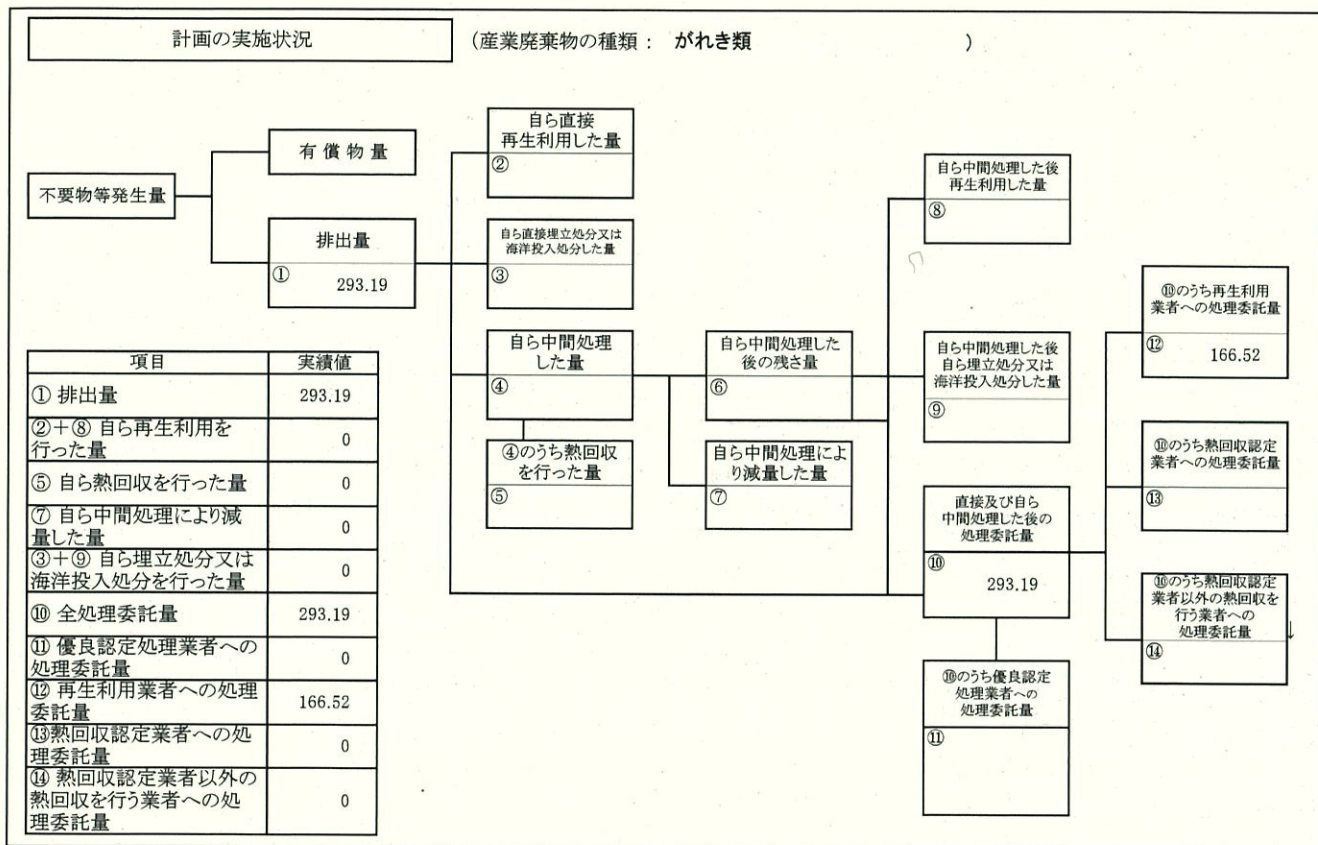 計画の実施状況
(産業廃棄物の種類： がれき類 )
不要物等発生量
有償物量
排出量
① 293.19
自ら直接
再生利用した量
②
自ら直接埋立処分又は
海洋投入処分した量
③
自ら中間処理
した量
④
④のうち熱回収
を行った量
⑤
自ら中間処理した
後の残さ量
⑥
自ら中間処理によ
り減量した量
⑦
自ら中間処理した後
再生利用した量
⑧
自ら中間処理した後
自ら埋立処分又は
海洋投入処分した量
⑨
直接及び自ら
中間処理した後の
処理委託量
⑩
293.19
⑩のうち優良認定
処理業者への
処理委託量
⑪
⑩のうち再生利用
業者への処理委託量
⑫ 166.52
⑩のうち熱回収認定
業者への処理委託量
⑬
⑩のうち熱回収認定
業者以外の熱回収を
行う業者への
処理委託量
⑭
項目 実績値
① 排出量 293.19
②＋⑧ 自ら再生利用を
行った量 0
⑤ 自ら熱回収を行った量 0
⑦ 自ら中間処理により減
量した量 0
③＋⑨ 自ら埋立処分又は
海洋投入処分を行った量 0
⑩ 全処理委託量 293.19
⑪ 優良認定処理業者への
処理委託量 0
⑫ 再生利用業者への処理
委託量 166.52
⑬熱回収認定業者への処
理委託量 0
⑭ 熱回収認定業者以外の
熱回収を行う業者への処
理委託量 0